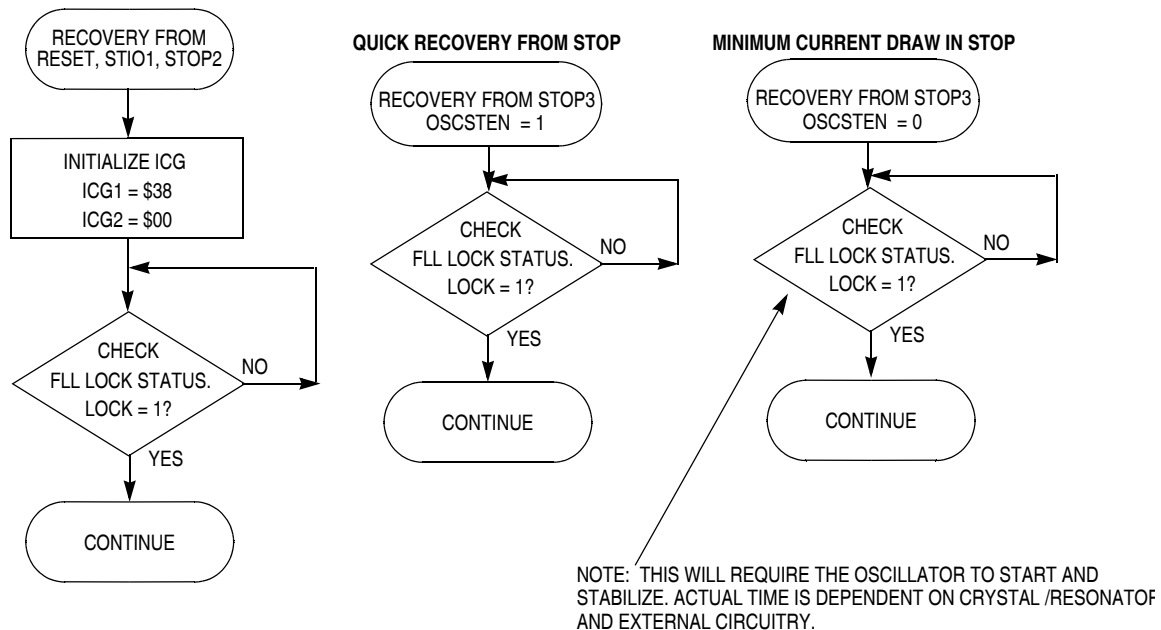 RECOVERY FROM
RESET, STIO1, STOP2
INITIALIZE ICG
ICG1 = $38
ICG2 = $00
CHECK
FLL LOCK STATUS.
LOCK = 1?
NO
YES
CONTINUE
QUICK RECOVERY FROM STOP
RECOVERY FROM STOP3
OSCSTEN = 1
CHECK
FLL LOCK STATUS.
LOCK = 1?
NO
YES
CONTINUE
MINIMUM CURRENT DRAW IN STOP
RECOVERY FROM STOP3
OSCSTEN = 0
CHECK
FLL LOCK STATUS.
LOCK = 1?
NO
YES
CONTINUE
NOTE: THIS WILL REQUIRE THE OSCILLATOR TO START AND
STABILIZE. ACTUAL TIME IS DEPENDENT ON CRYSTAL /RESONATOR
AND EXTERNAL CIRCUITRY.